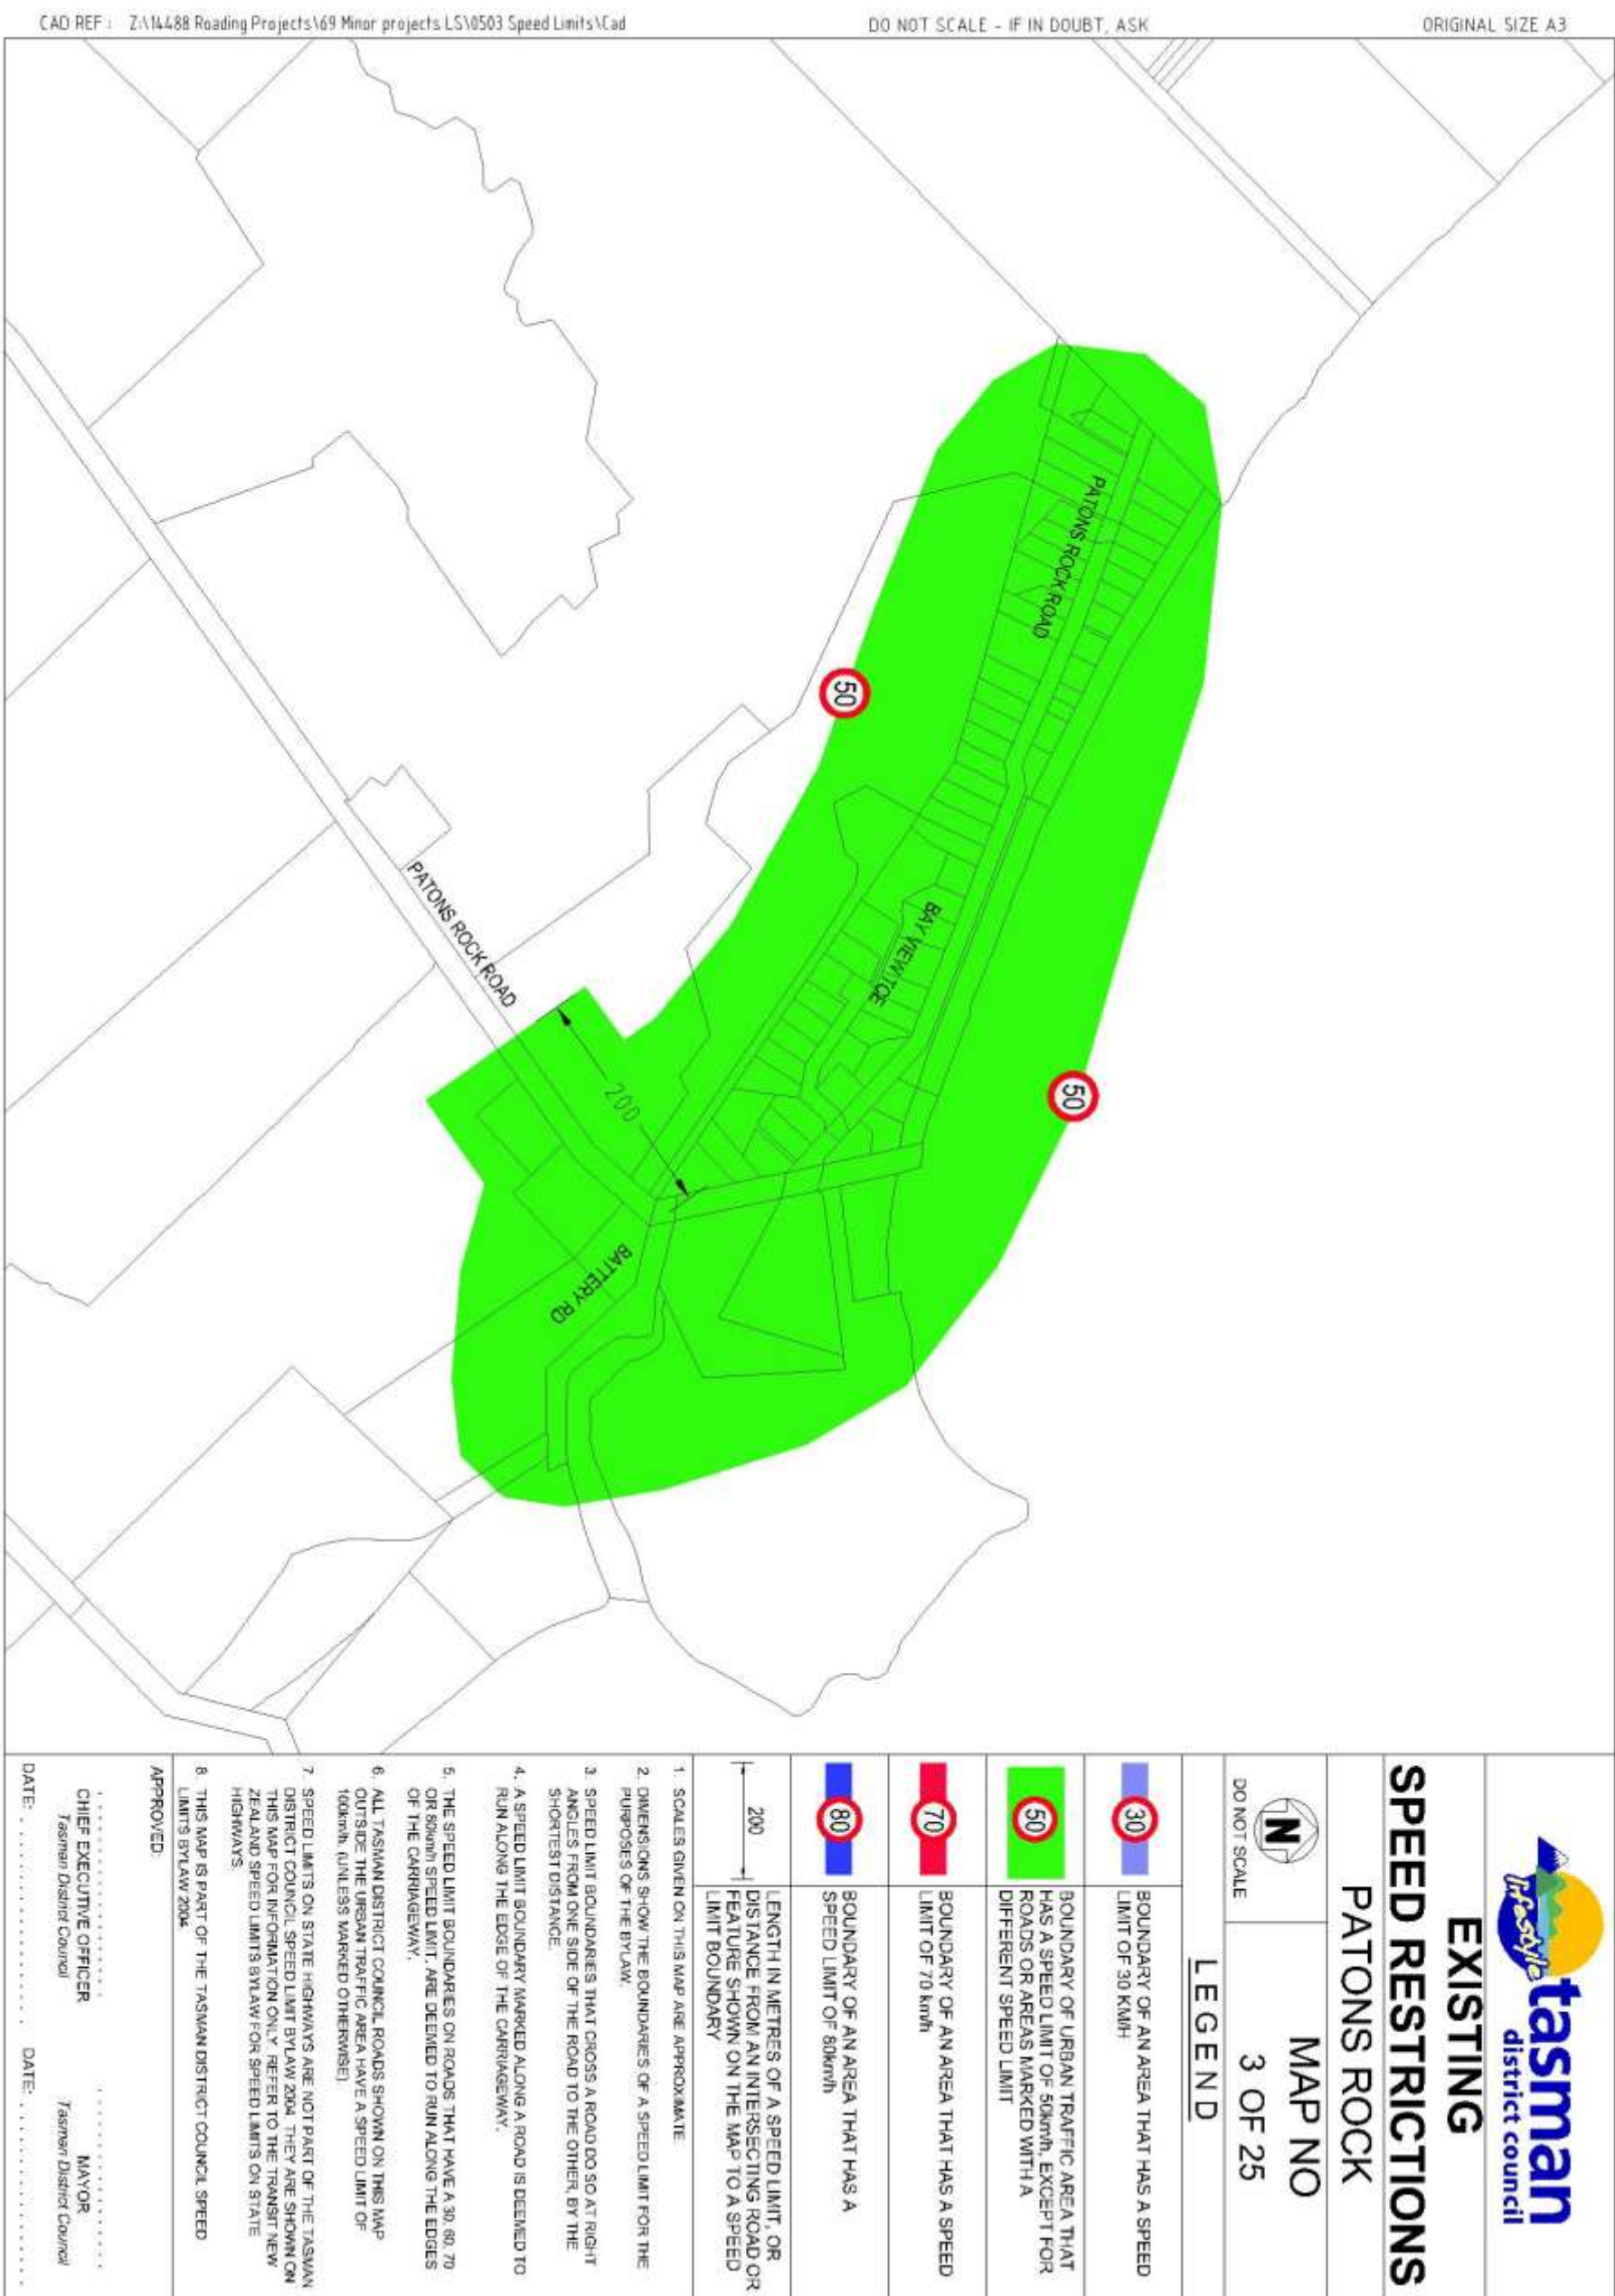 CAD REF : Z:\14488 Roading Projects\69 Minor projects LS\0503 Speed Limits\Cad
DO NOT SCALE - IF IN DOUBT, ASK
ORIGINAL SIZE A3
Lifestyle
tasman
district council
EXISTING
SPEED RESTRICTIONS
PATONS ROCK
N
DO NOT SCALE
MAP NO
3 OF 25
LEGEND
30
BOUNDARY OF AN AREA THAT HAS A SPEED
LIMIT OF 30 KM/H
50
BOUNDARY OF URBAN TRAFFIC AREA THAT
HAS A SPEED LIMIT OF 50km/h, EXCEPT FOR
ROADS OR AREAS MARKED WITH A
DIFFERENT SPEED LIMIT
70
BOUNDARY OF AN AREA THAT HAS A SPEED
LIMIT OF 70 km/h
80
BOUNDARY OF AN AREA THAT HAS A
SPEED LIMIT OF 80km/h
200
LENGTH IN METRES OF A SPEED LIMIT, OR
DISTANCE FROM AN INTERSECTING ROAD OR
FEATURE SHOWN ON THE MAP TO A SPEED
LIMIT BOUNDARY
1. SCALES GIVEN ON THIS MAP ARE APPROXIMATE.
2. DIMENSIONS SHOW THE BOUNDARIES OF A SPEED LIMIT FOR THE
PURPOSES OF THE BYLAW.
3. SPEED LIMIT BOUNDARIES THAT CROSS A ROAD DO SO AT RIGHT
ANGLES FROM ONE SIDE OF THE ROAD TO THE OTHER, BY THE
SHORTEST DISTANCE.
4. A SPEED LIMIT BOUNDARY MARKED ALONG A ROAD IS DEEMED TO
RUN ALONG THE EDGE OF THE CARRIAGEWAY.
5. THE SPEED LIMIT BOUNDARIES ON ROADS THAT HAVE A 30, 60, 70
OR 80km/h SPEED LIMIT, ARE DEEMED TO RUN ALONG THE EDGES
OF THE CARRIAGEWAY.
6. ALL TASMAN DISTRICT COUNCIL ROADS SHOWN ON THIS MAP
OUTSIDE THE URBAN TRAFFIC AREA HAVE A SPEED LIMIT OF
100km/h. (UNLESS MARKED OTHERWISE)
7. SPEED LIMITS ON STATE HIGHWAYS ARE NOT PART OF THE TASMAN
DISTRICT COUNCIL SPEED LIMIT BYLAW 2004. THEY ARE SHOWN ON
THIS MAP FOR INFORMATION ONLY. REFER TO THE TRANSIT NEW
ZEALAND SPEED LIMITS BYLAW FOR SPEED LIMITS ON STATE
HIGHWAYS.
8. THIS MAP IS PART OF THE TASMAN DISTRICT COUNCIL SPEED
LIMITS BYLAW 2004.
APPROVED:
CHIEF EXECUTIVE OFFICER
Tasman District Council
MAYOR
Tasman District Council
DATE:
DATE:
PATONS ROCK ROAD
50
BAY VIEW TCE
50
PATONS ROCK ROAD
200
BATTERY RD